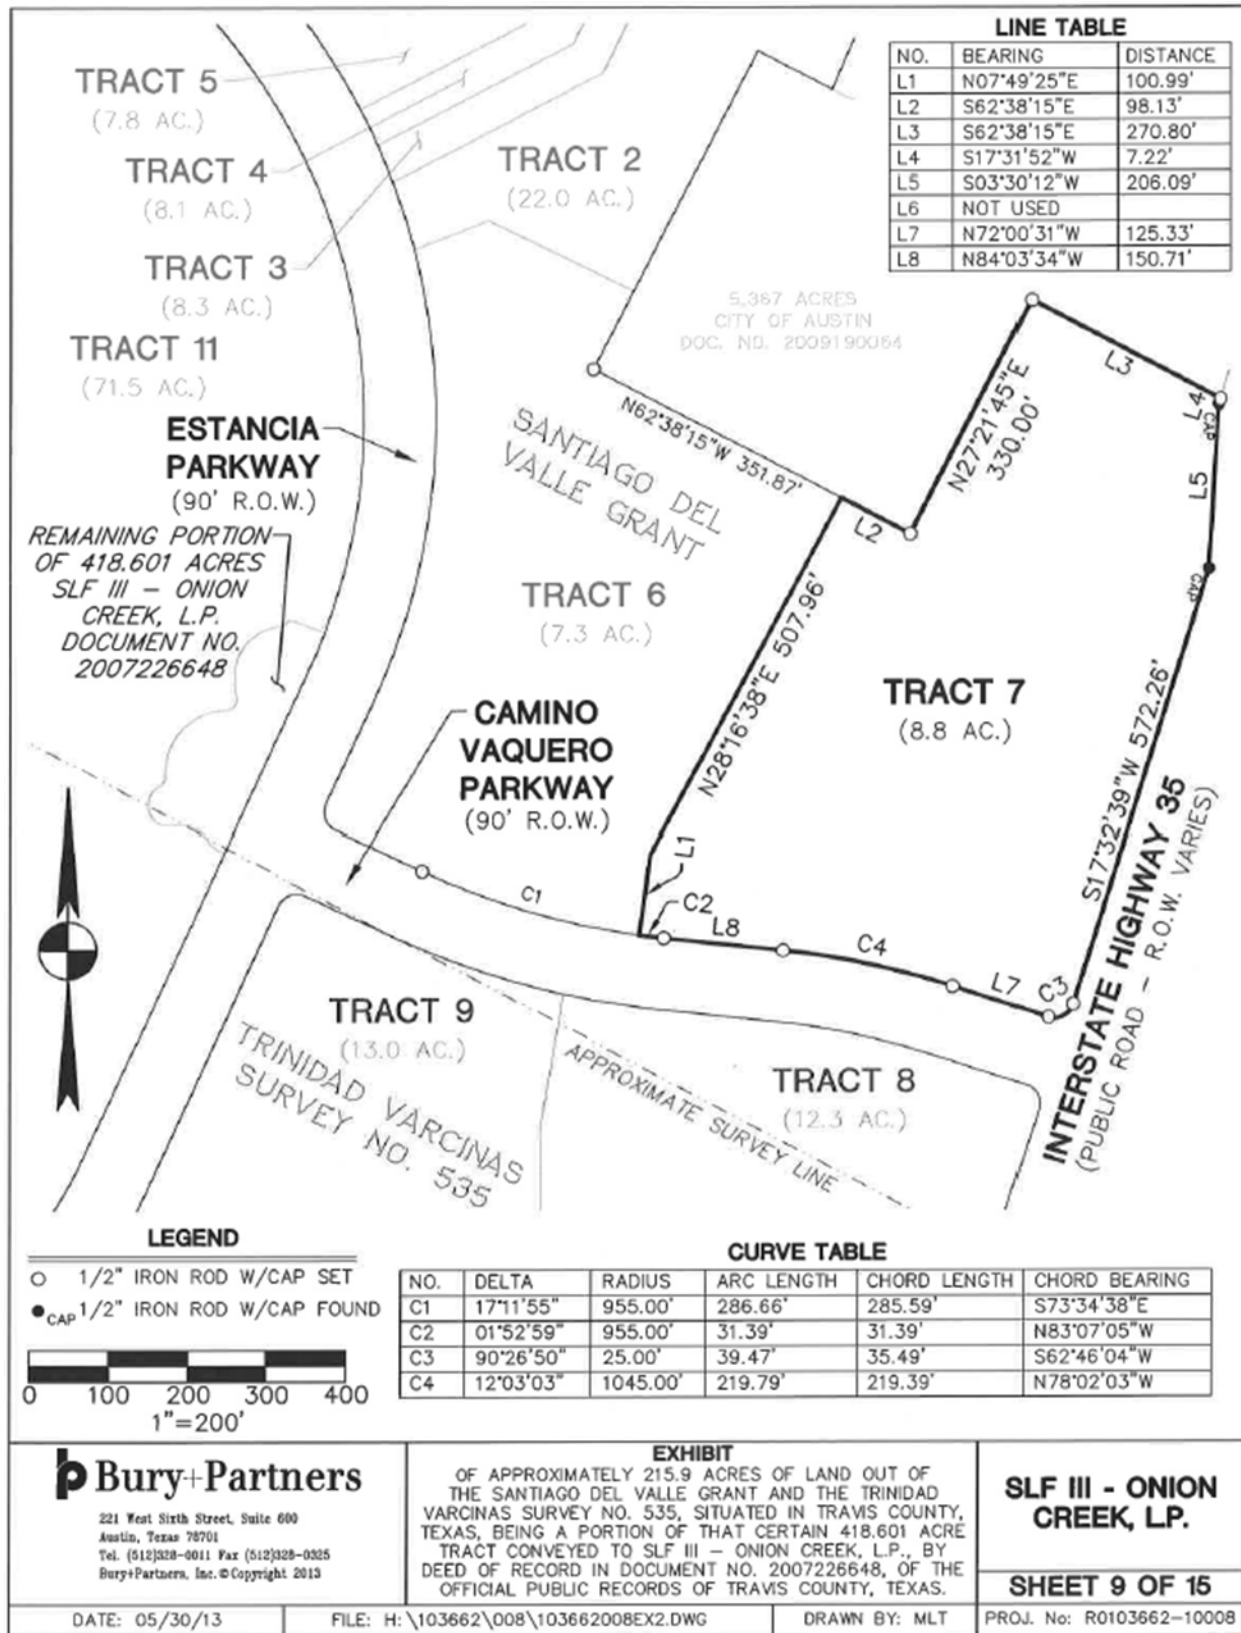 LINE TABLE
NO. BEARING DISTANCE
L1 N07°49'25"E 100.99'
L2 S62°38'15"E 98.13'
L3 S62°38'15"E 270.80'
L4 S17°31'52"W 7.22'
L5 S03°30'12"W 206.09'
L6 NOT USED
L7 N72°00'31"W 125.33'
L8 N84°03'34"W 150.71'
TRACT 5
(7.8 AC.)
TRACT 4
(8.1 AC.)
TRACT 3
(8.3 AC.)
TRACT 11
(71.5 AC.)
TRACT 2
(22.0 AC.)
5.387 ACRES
CITY OF AUSTIN
DOC. NO. 2009190064
ESTANCIA
PARKWAY
(90' R.O.W.)
REMAINING PORTION
OF 418.601 ACRES
SLF III – ONION
CREEK, L.P.
DOCUMENT NO.
2007226648
N62°38'15"W 351.87'
SANTIAGO DEL
VALLE GRANT
L2
N27°21'45"E
330.00'
L3
L4
CAP
L5
CAP
TRACT 6
(7.3 AC.)
N28°16'38"E 507.96'
TRACT 7
(8.8 AC.)
S17°32'39"W 572.26'
INTERSTATE HIGHWAY 35
(PUBLIC ROAD – R.O.W. VARIES)
CAMINO
VAQUERO
PARKWAY
(90' R.O.W.)
L1
C1
C2
L8
C4
L7
C3
TRACT 9
(13.0 AC.)
TRINIDAD VARCINAS
SURVEY NO. 535
APPROXIMATE SURVEY LINE
TRACT 8
(12.3 AC.)
LEGEND
1/2" IRON ROD W/CAP SET
CAP 1/2" IRON ROD W/CAP FOUND
0 100 200 300 400
1"=200'
CURVE TABLE
NO. DELTA RADIUS ARC LENGTH CHORD LENGTH CHORD BEARING
C1 17°11'55" 955.00' 286.66' 285.59' S73°34'38"E
C2 01°52'59" 955.00' 31.39' 31.39' N83°07'05"W
C3 90°26'50" 25.00' 39.47' 35.49' S62°46'04"W
C4 12°03'03" 1045.00' 219.79' 219.39' N78°02'03"W
Bury+Partners
221 West Sixth Street, Suite 600
Austin, Texas 78701
Tel. (512)328-0011 Fax (512)328-0325
Bury+Partners, Inc. ©Copyright 2013
EXHIBIT
OF APPROXIMATELY 215.9 ACRES OF LAND OUT OF
THE SANTIAGO DEL VALLE GRANT AND THE TRINIDAD
VARCINAS SURVEY NO. 535, SITUATED IN TRAVIS COUNTY,
TEXAS, BEING A PORTION OF THAT CERTAIN 418.601 ACRE
TRACT CONVEYED TO SLF III – ONION CREEK, L.P., BY
DEED OF RECORD IN DOCUMENT NO. 2007226648, OF THE
OFFICIAL PUBLIC RECORDS OF TRAVIS COUNTY, TEXAS.
SLF III - ONION
CREEK, L.P.
SHEET 9 OF 15
DATE: 05/30/13 FILE: H:\103662\008\103662008EX2.DWG DRAWN BY: MLT PROJ. No: R0103662-10008